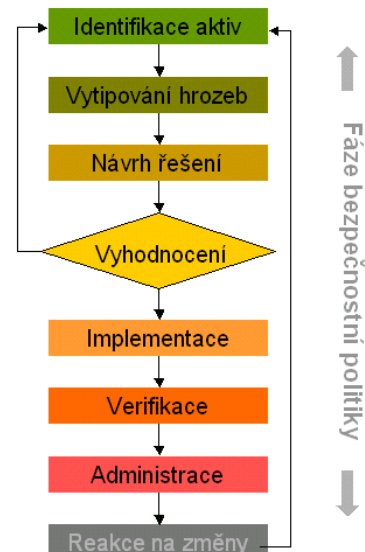 Identifikace aktiv
Vytipování hrozeb
Návrh řešení
Vyhodnocení
Implementace
Verifikace
Administrace
Reakce na změny
Fáze bezpečnostní politiky